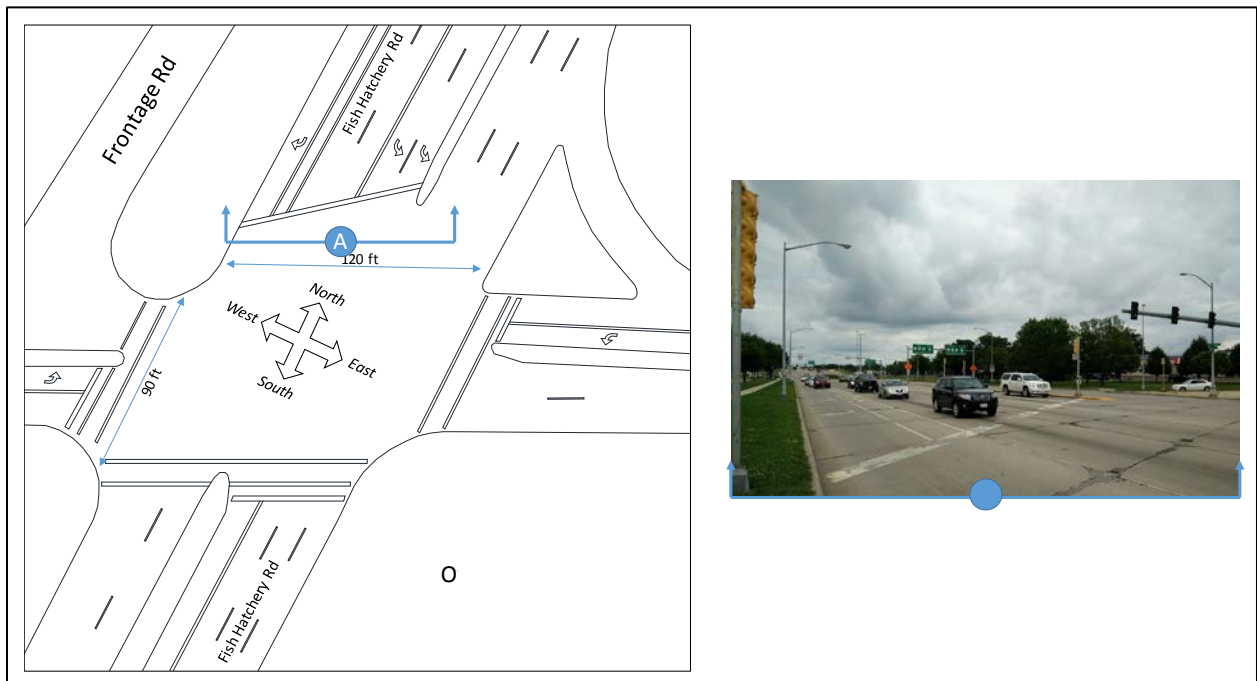 Frontage Rd
Fish Hatchery Rd
A
120 ft
North
West
East
South
90 ft
Fish Hatchery Rd
O